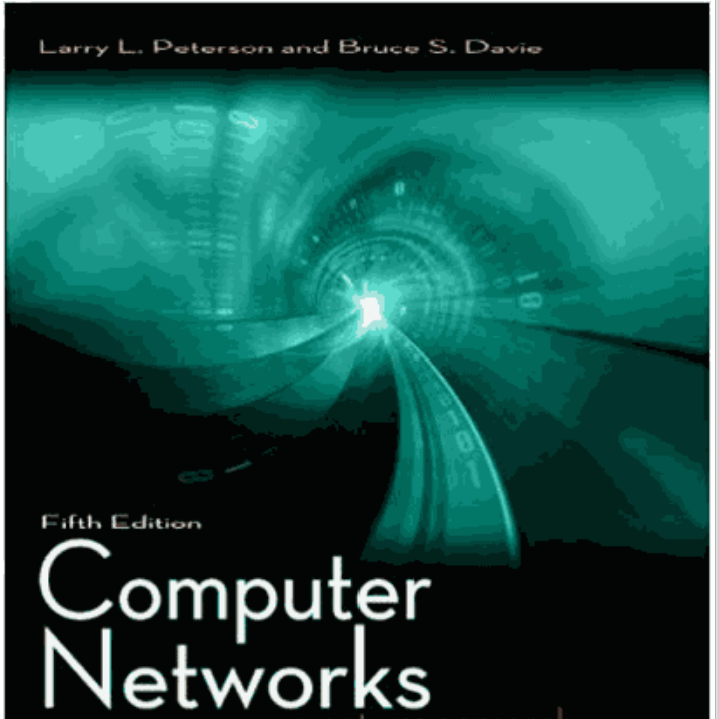 Larry L. Peterson and Bruce S. Davie
Fifth Edition
Computer
Networks